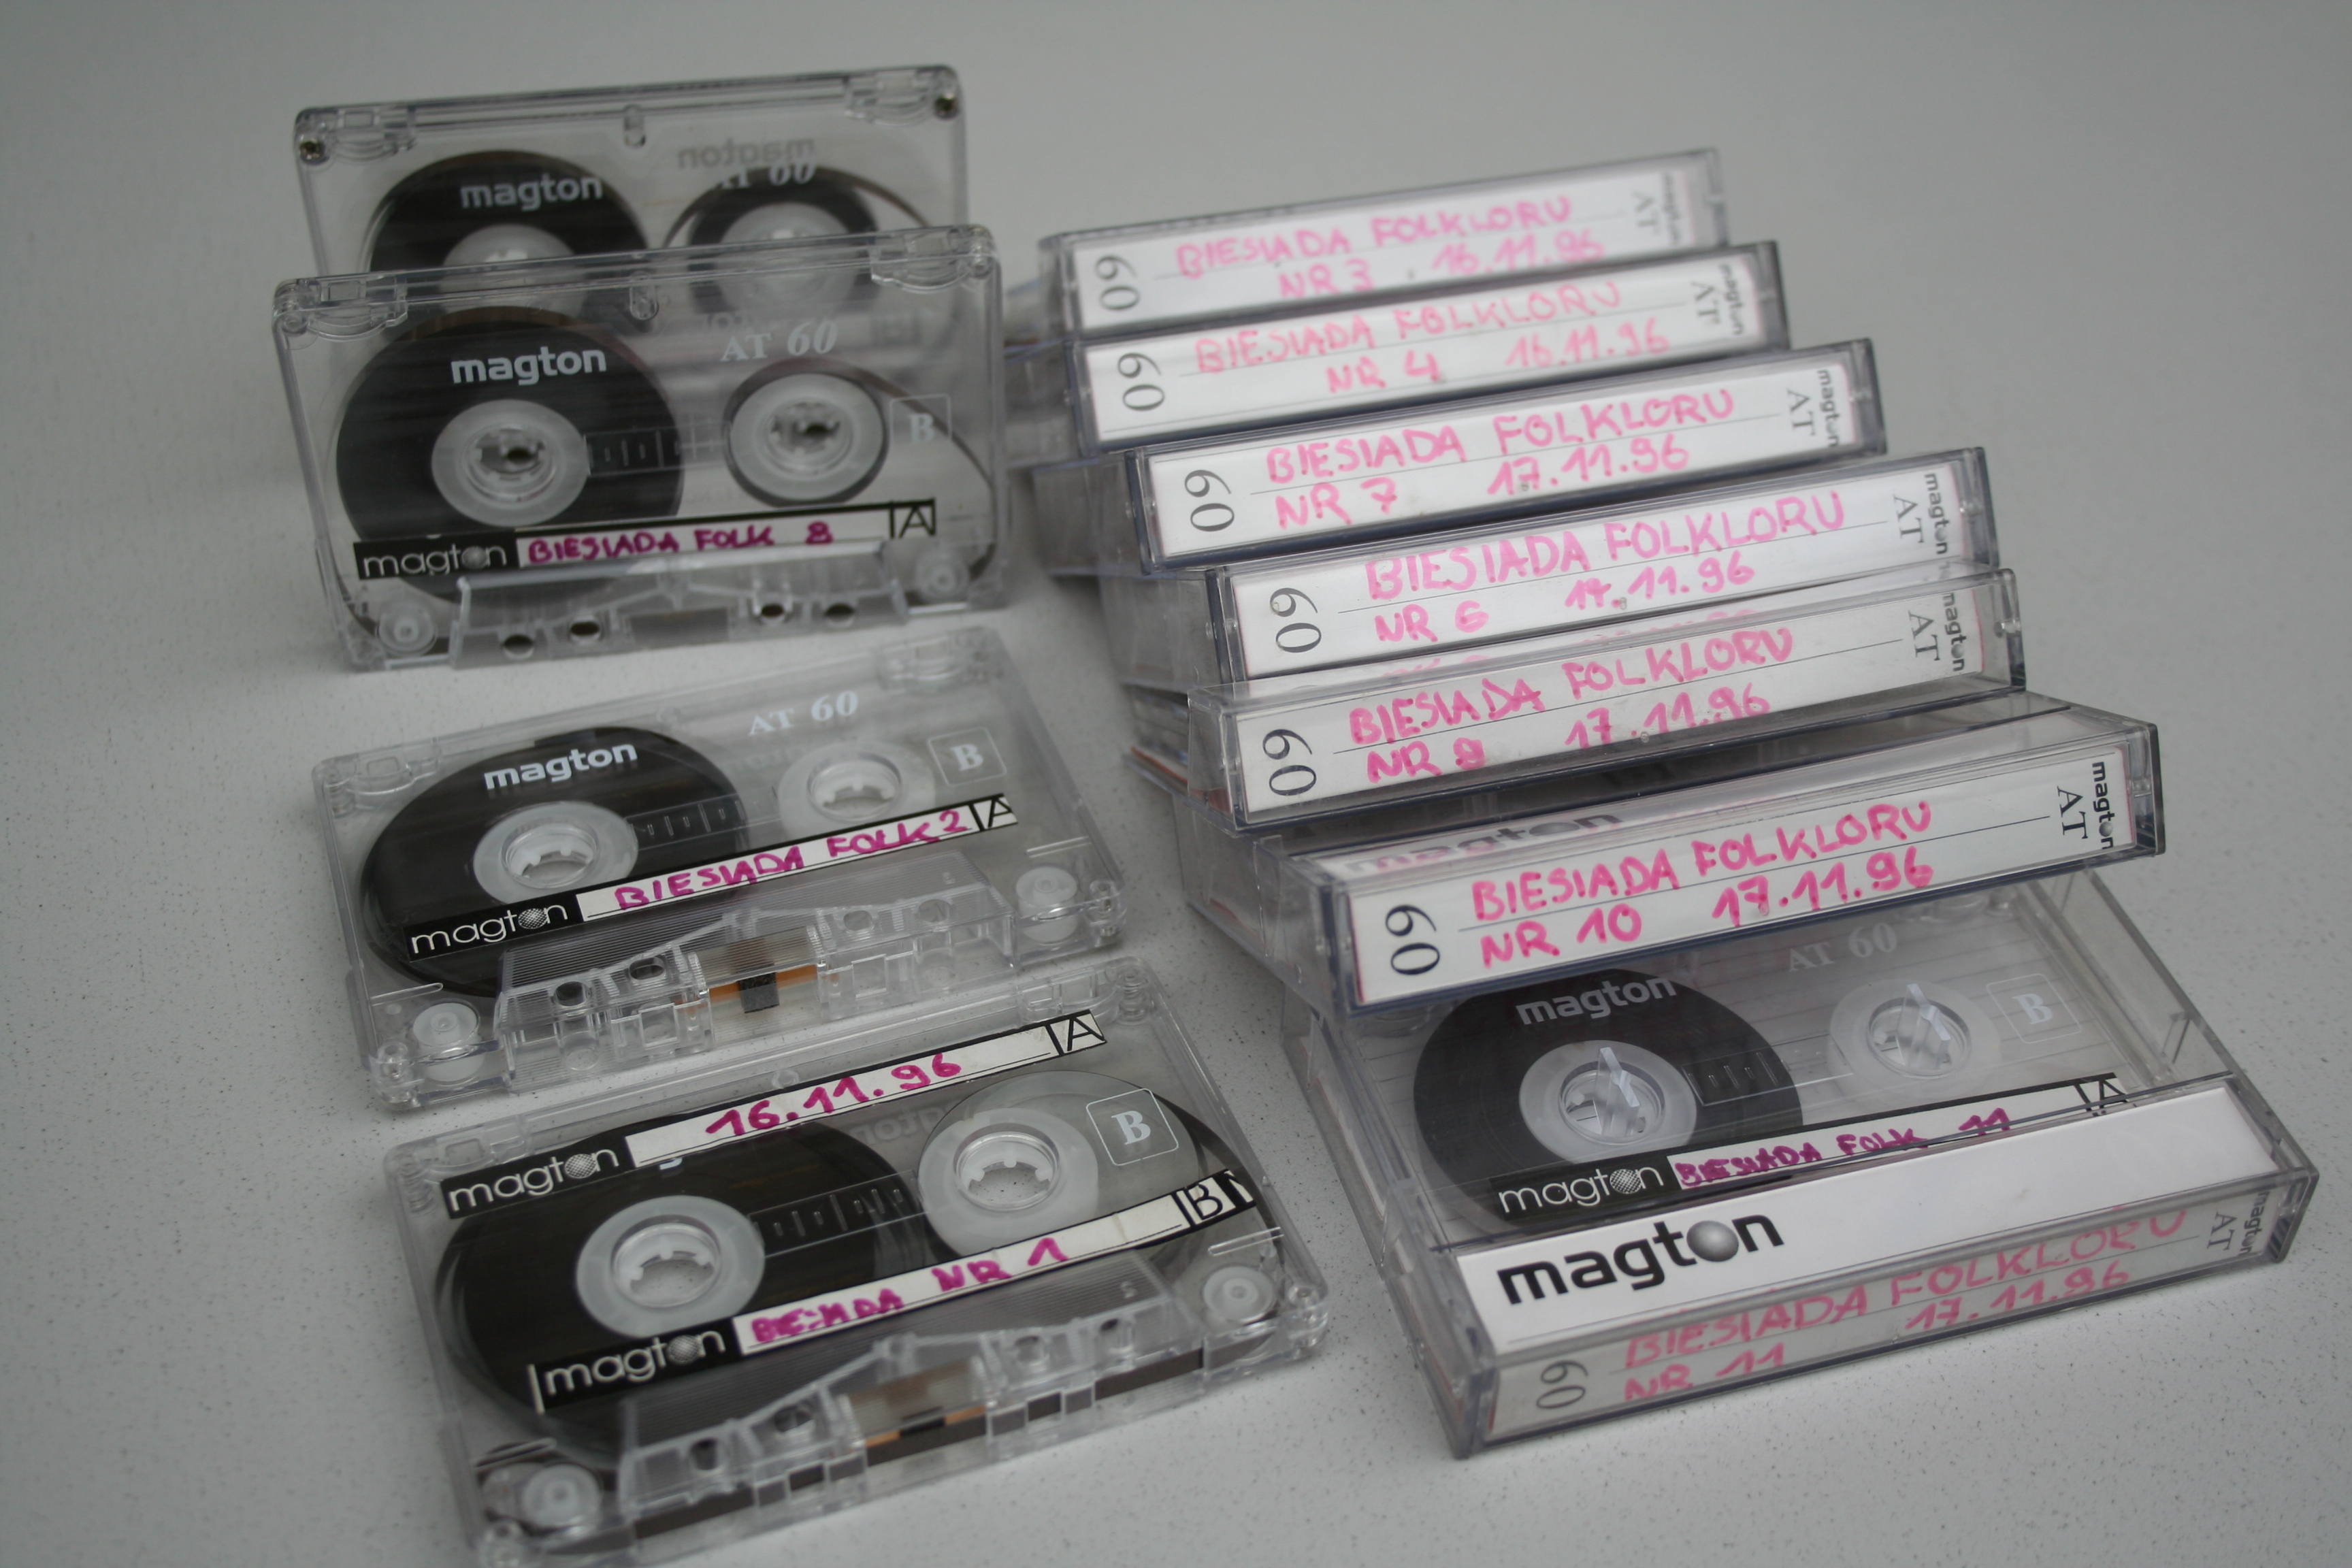 magton
AT 60
magton
AT 60
B
magton BIESIADA FOLK 8 A
magton
AT 60
B
magton BIESIADA FOLK 2 A
magton 16.11.96 A
B
magton BIESIADA NR 1 B
60 BIESIADA FOLKLORU
NR 3 16.11.96
AT magton
60 BIESIADA FOLKLORU
NR 4 16.11.96
AT magton
60 BIESIADA FOLKLORU
NR 7 17.11.96
AT magton
60 BIESIADA FOLKLORU
NR 6 17.11.96
AT magton
60 BIESIADA FOLKLORU
NR 9 17.11.96
AT magton
magton
60 BIESIADA FOLKLORU
NR 10 17.11.96
AT magton
magton
AT 60
B
magton BIESIADA FOLK 11 A
magton
60 BIESIADA FOLKLORU
NR 11 17.11.96
AT magton